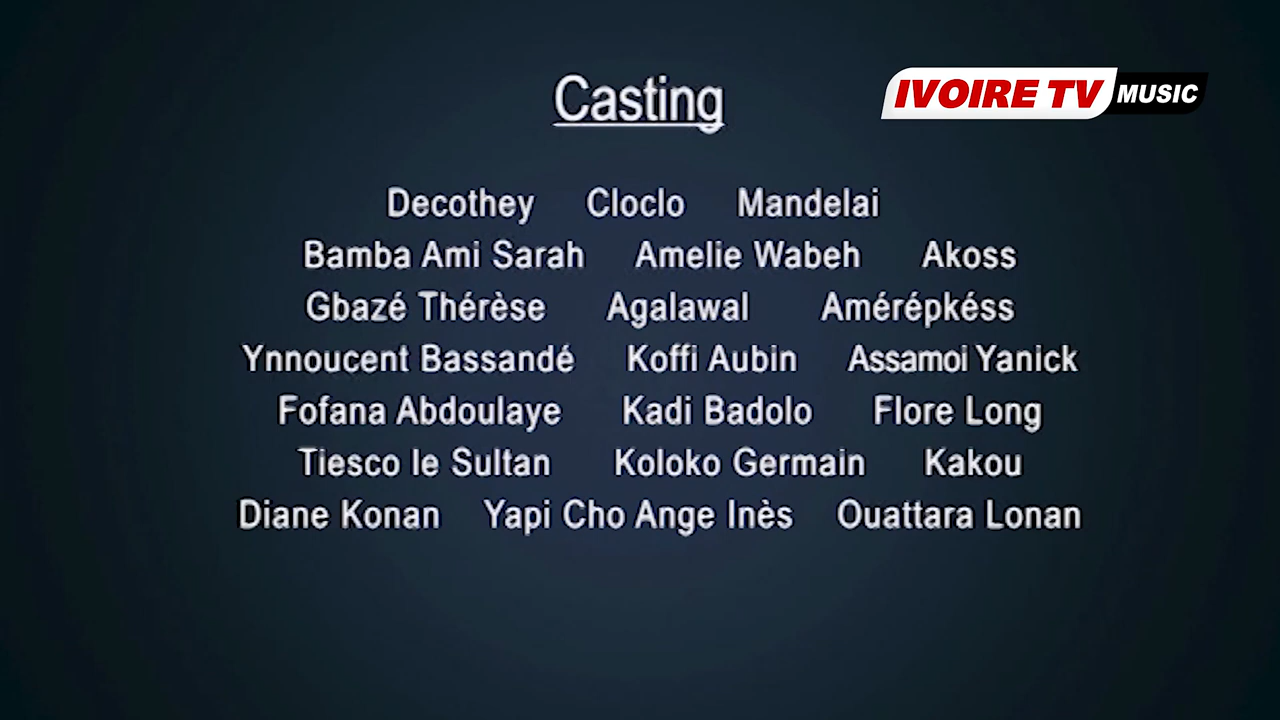 Casting
IVOIRE TV MUSIC
Decothey Cloclo Mandelai
Bamba Ami Sarah Amelie Wabeh Akoss
Gbazé Thérèse Agalawal Amérépkéss
Ynnoucent Bassandé Koffi Aubin Assamoi Yanick
Fofana Abdoulaye Kadi Badolo Flore Long
Tiesco le Sultan Koloko Germain Kakou
Diane Konan Yapi Cho Ange Inès Ouattara Lonan